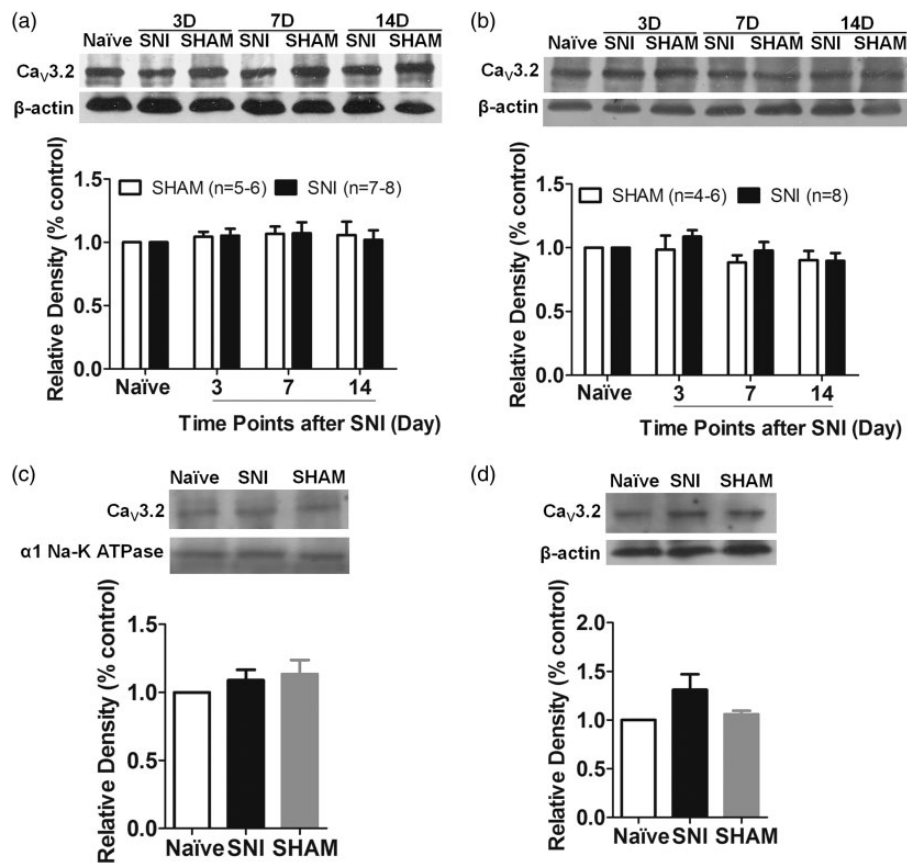 (a)
3D 7D 14D
Naïve SNI SHAM SNI SHAM SNI SHAM
CaV3.2
β-actin
Relative Density (% control)
1.5
1.0
0.5
0.0
SHAM (n=5-6) SNI (n=7-8)
Naïve 3 7 14
Time Points after SNI (Day)
(b)
3D 7D 14D
Naïve SNI SHAM SNI SHAM SNI SHAM
CaV3.2
β-actin
Relative Density (% control)
1.5
1.0
0.5
0.0
SHAM (n=4-6) SNI (n=8)
Naïve 3 7 14
Time Points after SNI (Day)
(c)
Naïve SNI SHAM
CaV3.2
α1 Na-K ATPase
Relative Density (% control)
1.5
1.0
0.5
0.0
Naïve SNI SHAM
(d)
Naïve SNI SHAM
CaV3.2
β-actin
Relative Density (% control)
2.0
1.5
1.0
0.5
0.0
Naïve SNI SHAM